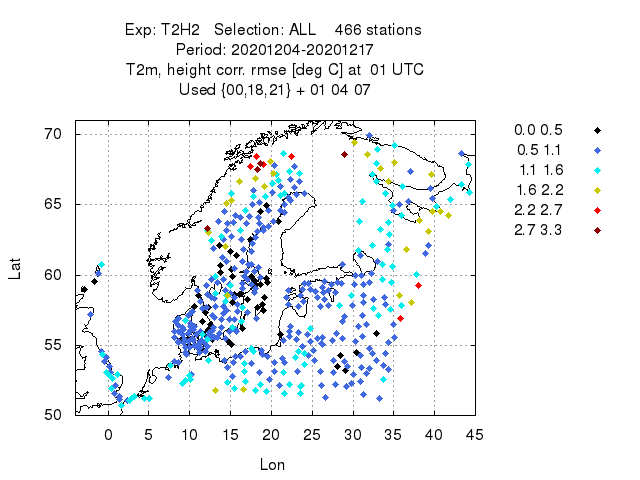 Exp: T2H2   Selection: ALL    466 stations
Period: 20201204-20201217
T2m, height corr. rmse [deg C] at  01 UTC
Used {00,18,21} + 01 04 07
70
65
60
55
50
Lat
0 5 10 15 20 25 30 35 40 45
Lon
0.0 0.5
0.5 1.1
1.1 1.6
1.6 2.2
2.2 2.7
2.7 3.3